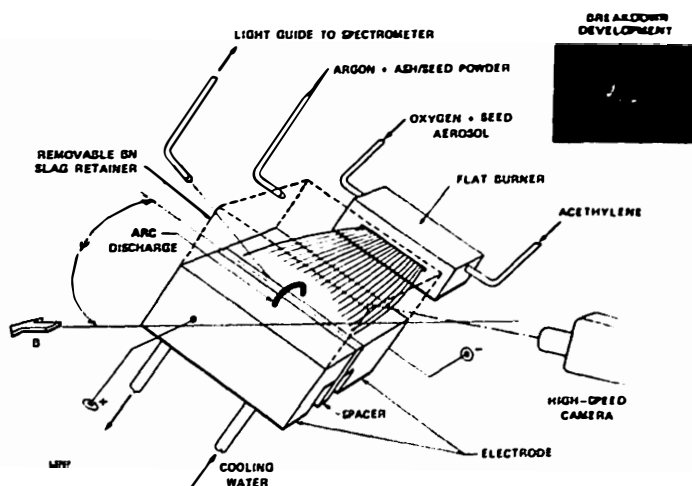 BREAKDOWN
DEVELOPMENT
LIGHT GUIDE TO SPECTROMETER
ARGON + ASH/SEED POWDER
OXYGEN + SEED
AEROSOL
REMOVABLE BN
SLAG RETAINER
FLAT BURNER
ACETHYLENE
ARC
DISCHARGE
B
+
-
HIGH-SPEED
CAMERA
SPACER
ELECTRODE
COOLING
WATER